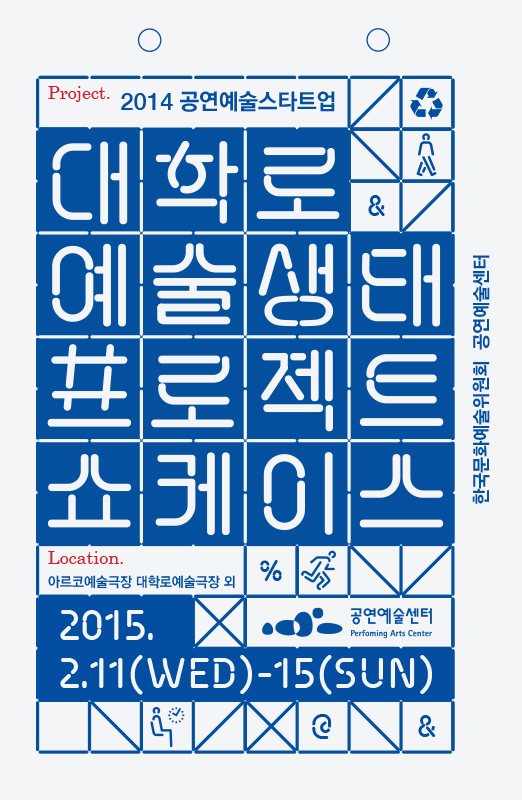 Project.
2014 공연예술스타트업
대학로
&
예술생태
프로젝트
쇼케이스
Location.
아르코예술극장 대학로예술극장 외
%
2015.
공연예술센터
Perfoming Arts Center
2.11(WED)-15(SUN)
@
&
한국문화예술위원회 공연예술센터